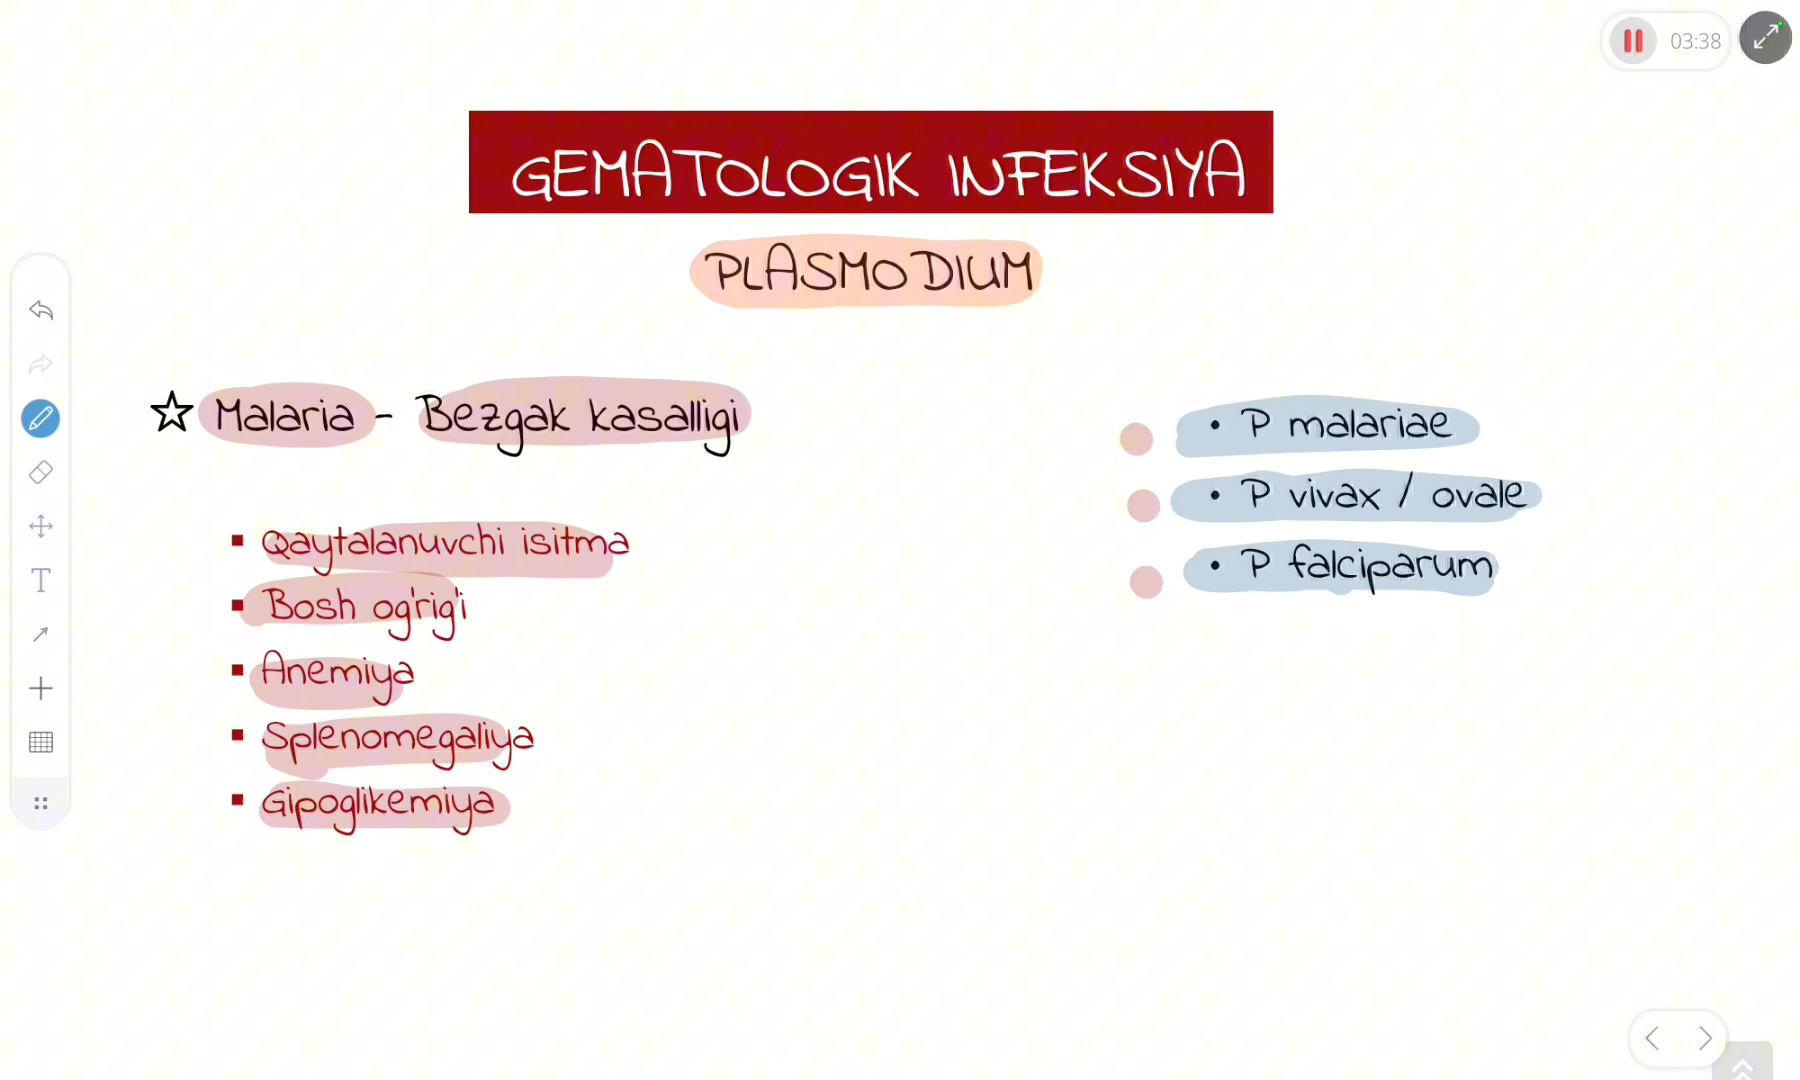 03:38
GEMATOLOGIK INFEKSIYA
PLASMODIUM
☆ Malaria - Bezgak kasalligi
▪ Qaytalanuvchi isitma
▪ Bosh og'rig'i
▪ Anemiya
▪ Splenomegaliya
▪ Gipoglikemiya
• P malariae
• P vivax / ovale
• P falciparum